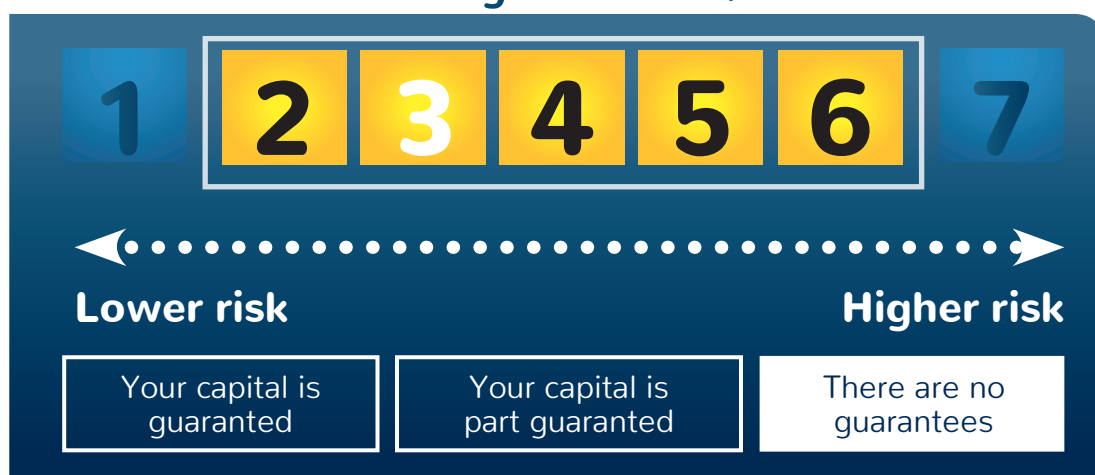 1 2 3 4 5 6 7
Lower risk Higher risk
Your capital is
guaranted
Your capital is
part guaranted
There are no
guarantees